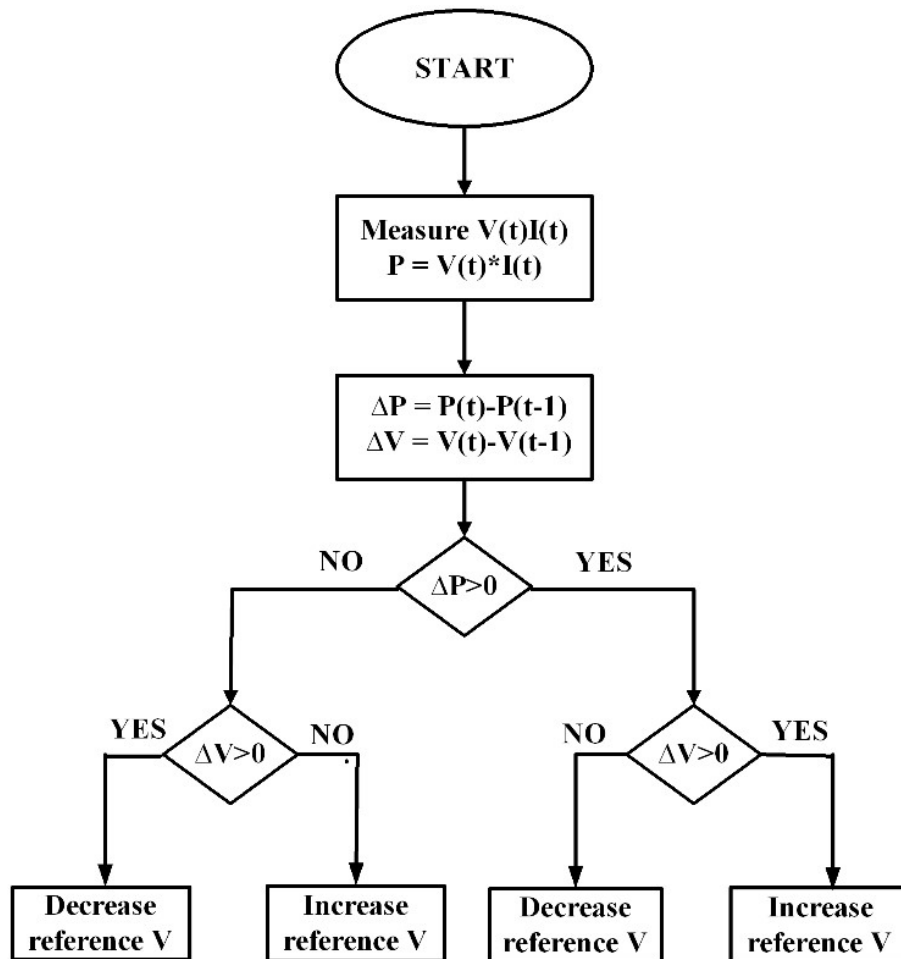 START
Measure V(t)I(t)
P = V(t)*I(t)
ΔP = P(t)-P(t-1)
ΔV = V(t)-V(t-1)
NO
YES
ΔP>0
YES
NO
NO
YES
ΔV>0
ΔV>0
Decrease
reference V
Increase
reference V
Decrease
reference V
Increase
reference V